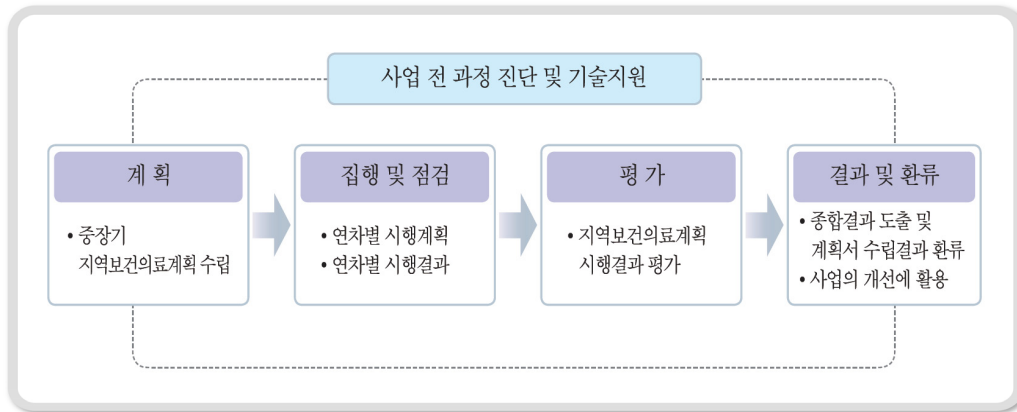 사업 전 과정 진단 및 기술지원
계 획
• 중장기
지역보건의료계획 수립
집행 및 점검
• 연차별 시행계획
• 연차별 시행결과
평 가
• 지역보건의료계획
시행결과 평가
결과 및 환류
• 종합결과 도출 및
계획서 수립결과 환류
• 사업의 개선에 활용